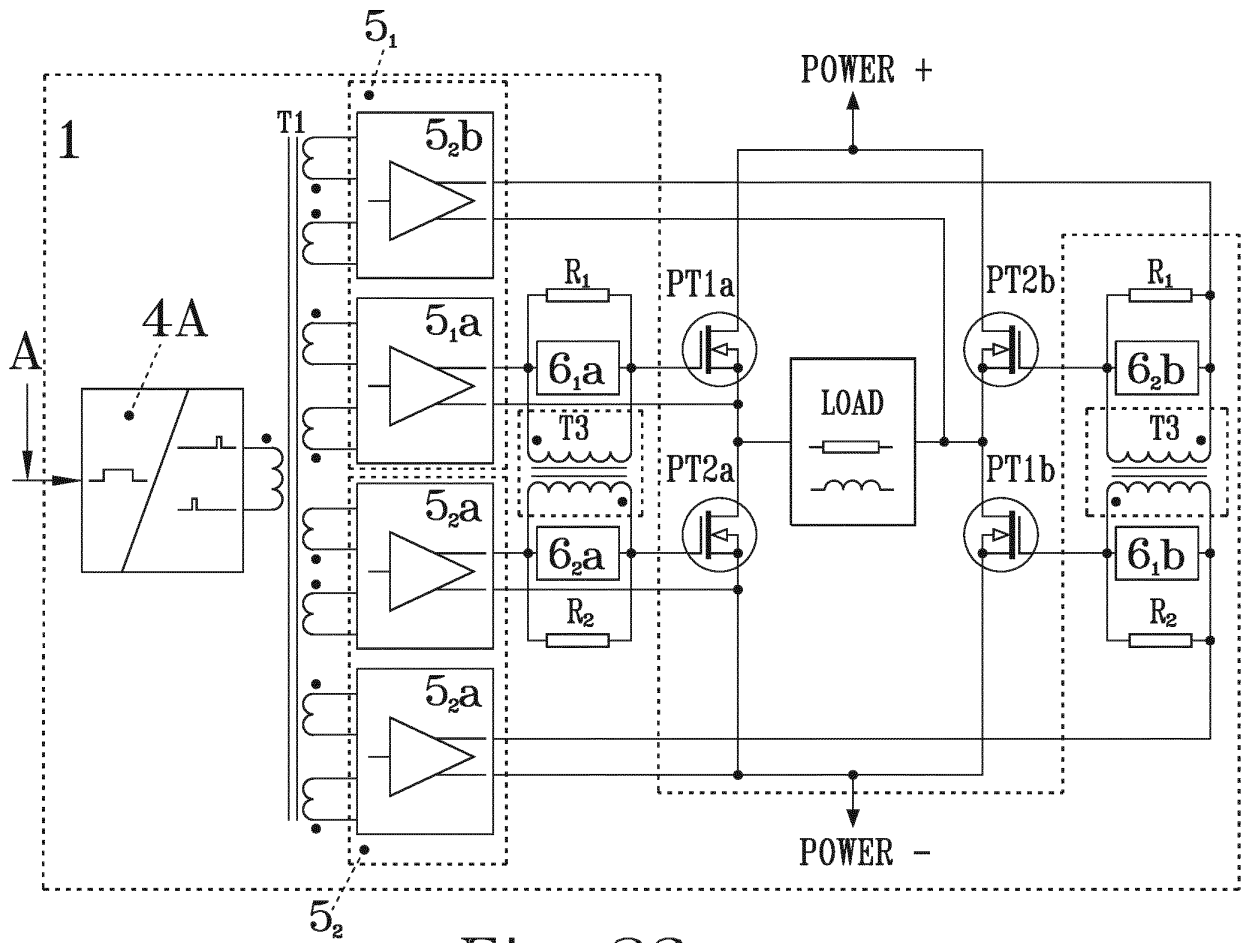 5₁
POWER +
1
T1
5₂b
4A
A
R₁
PT1a
PT2b
R₁
5₁a
6₁a
6₂b
LOAD
T3
T3
PT2a
PT1b
5₂a
6₂a
6₁b
R₂
R₂
5₂a
POWER -
5₂